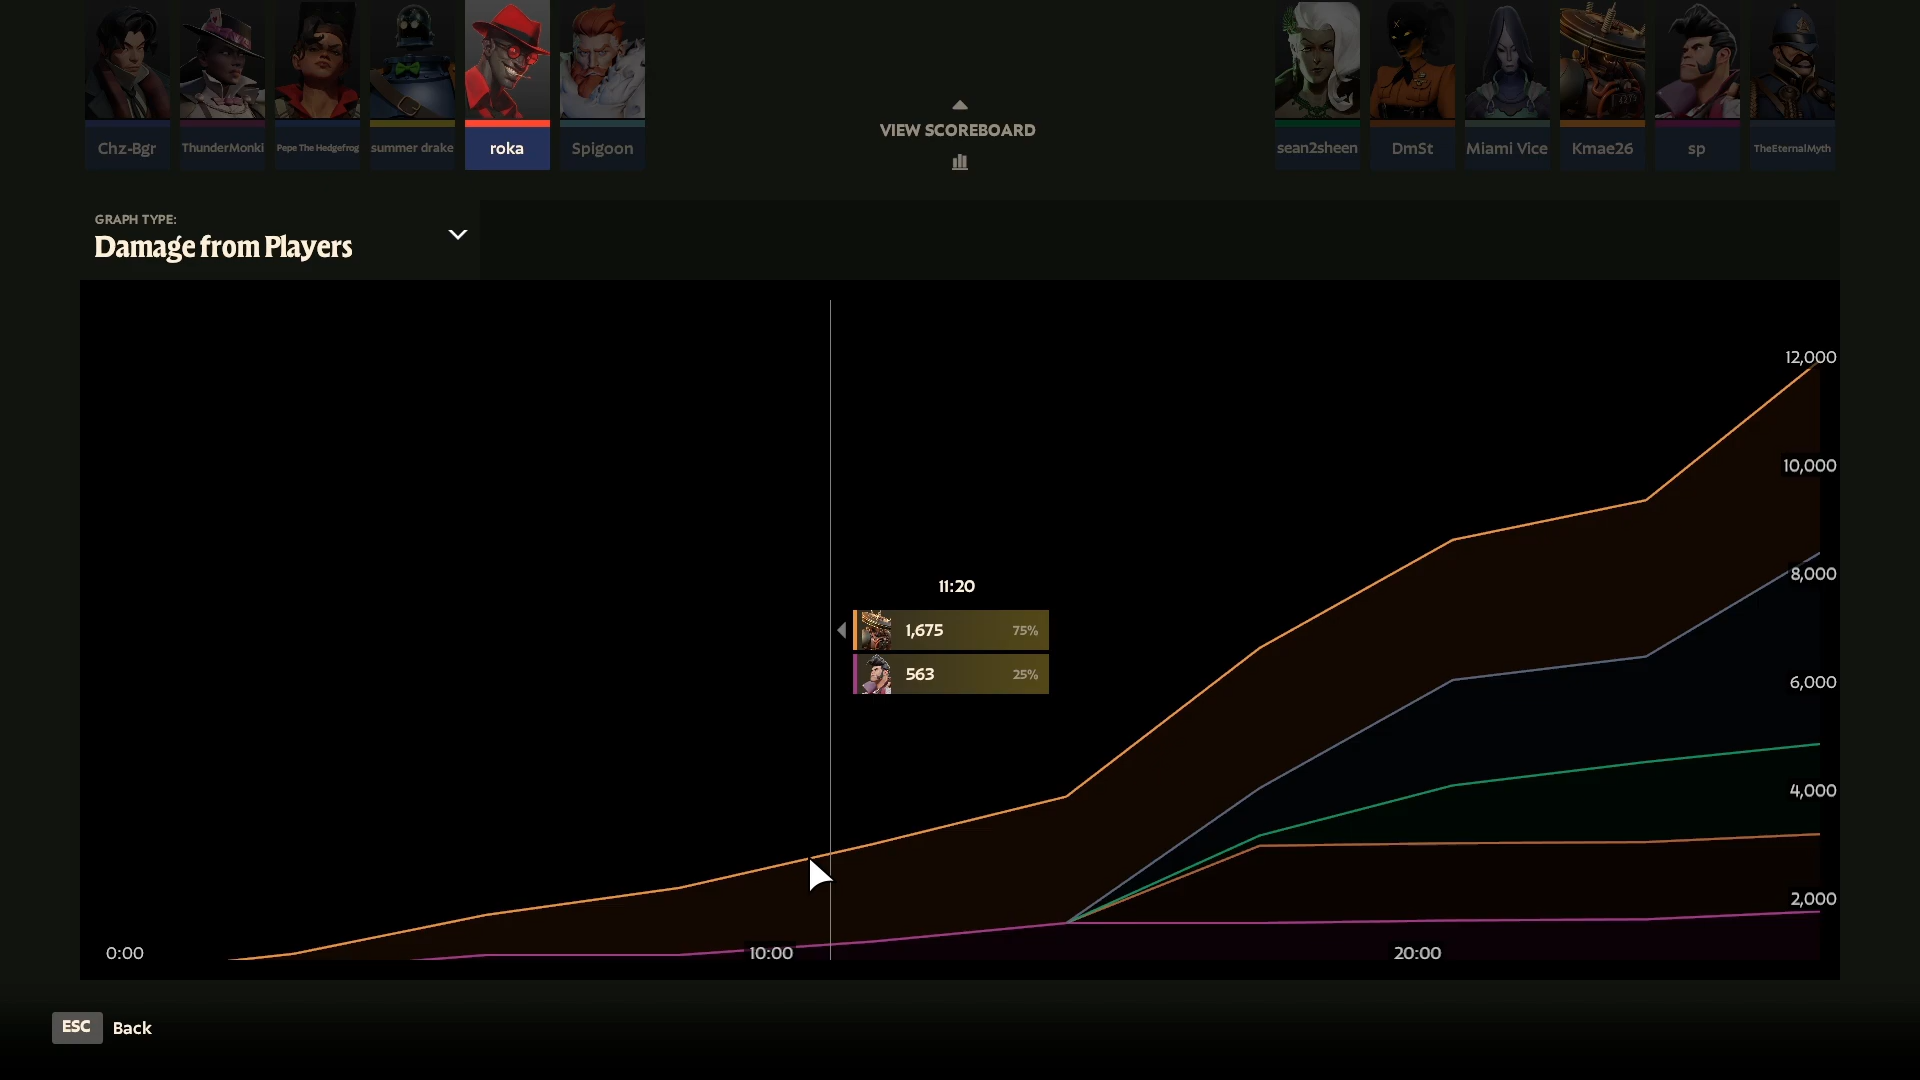 Chz-Bgr
ThunderMonki
Pepe The Hedgefrog
summer drake
roka
Spigoon
VIEW SCOREBOARD
sean2sheen
DmSt
Miami Vice
Kmae26
sp
TheEternalMyth
GRAPH TYPE:
Damage from Players
12,000
10,000
8,000
6,000
4,000
2,000
11:20
1,675 75%
563 25%
0:00 10:00 20:00
ESC Back